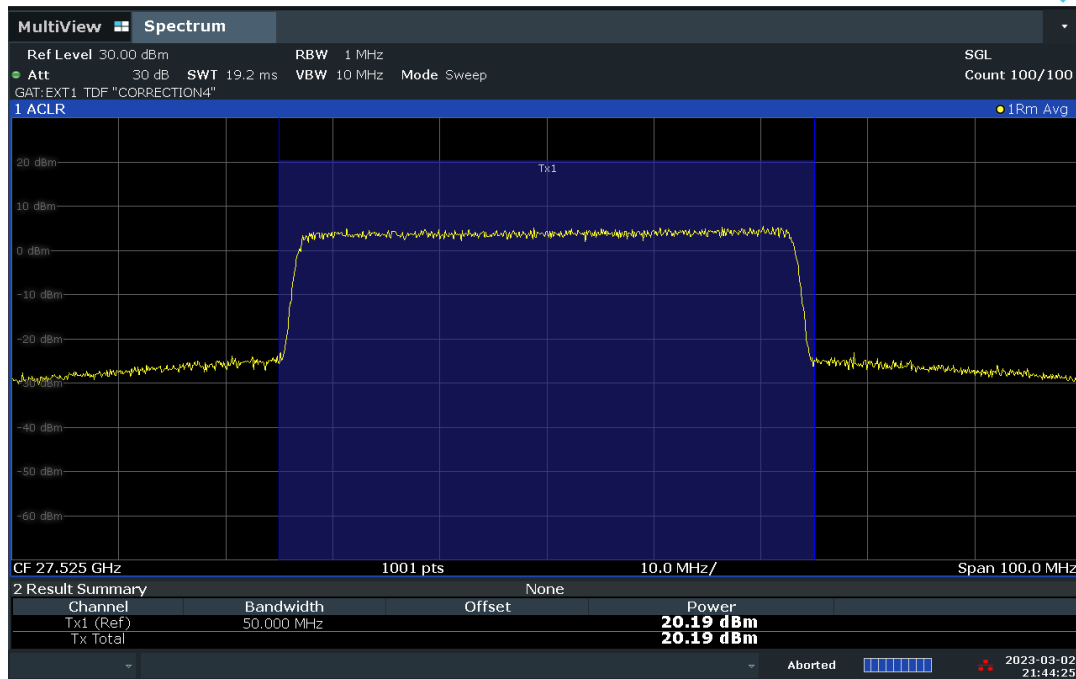 MultiView Spectrum
Ref Level 30.00 dBm RBW 1 MHz SGL
Att 30 dB SWT 19.2 ms VBW 10 MHz Mode Sweep Count 100/100
GAT:EXT1 TDF "CORRECTION4"
1 ACLR 1Rm Avg
Tx1
20 dBm
10 dBm
0 dBm
-10 dBm
-20 dBm
-30 dBm
-40 dBm
-50 dBm
-60 dBm
CF 27.525 GHz 1001 pts 10.0 MHz/ Span 100.0 MHz
2 Result Summary None
Channel Bandwidth Offset Power
Tx1 (Ref) 50.000 MHz 20.19 dBm
Tx Total 20.19 dBm
Aborted 2023-03-02
21:44:25